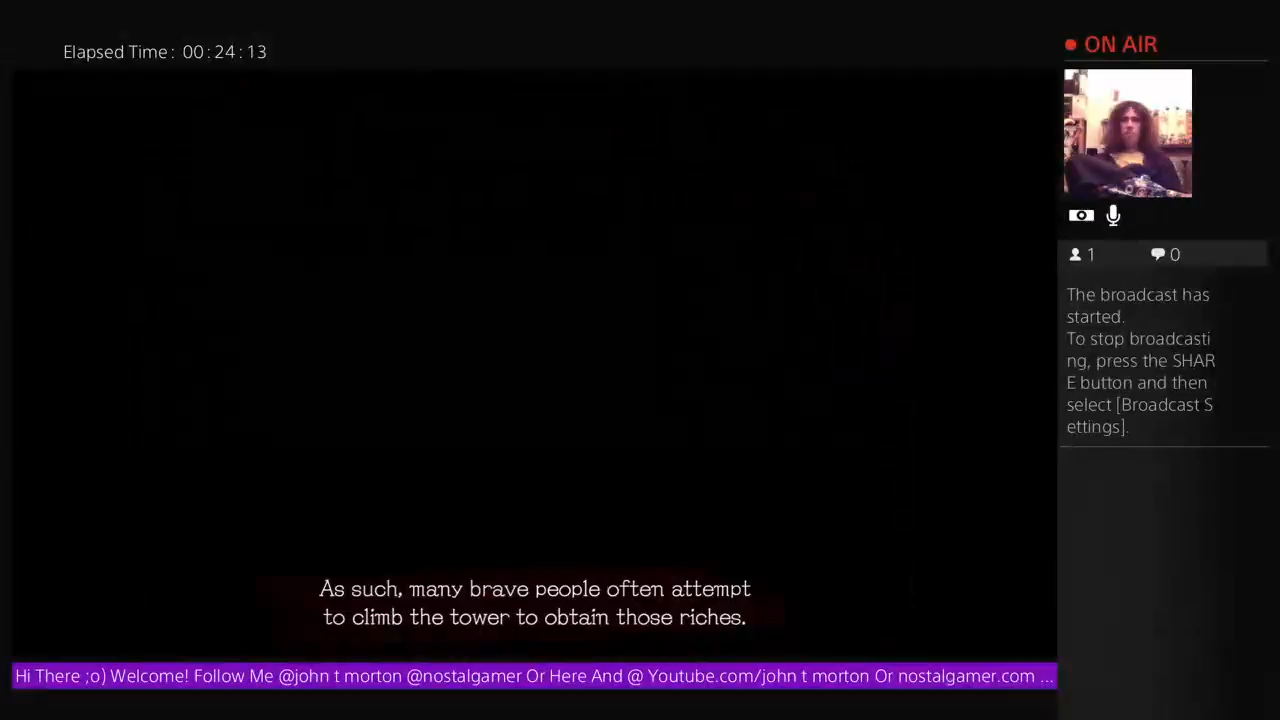 Elapsed Time: 00:24:13
ON AIR
1 0
The broadcast has
started.
To stop broadcasti
ng, press the SHAR
E button and then
select [Broadcast S
ettings].
As such, many brave people often attempt
to climb the tower to obtain those riches.
Hi There ;o) Welcome! Follow Me @john t morton @nostalgamer Or Here And @ Youtube.com/john t morton Or nostalgamer.com ...